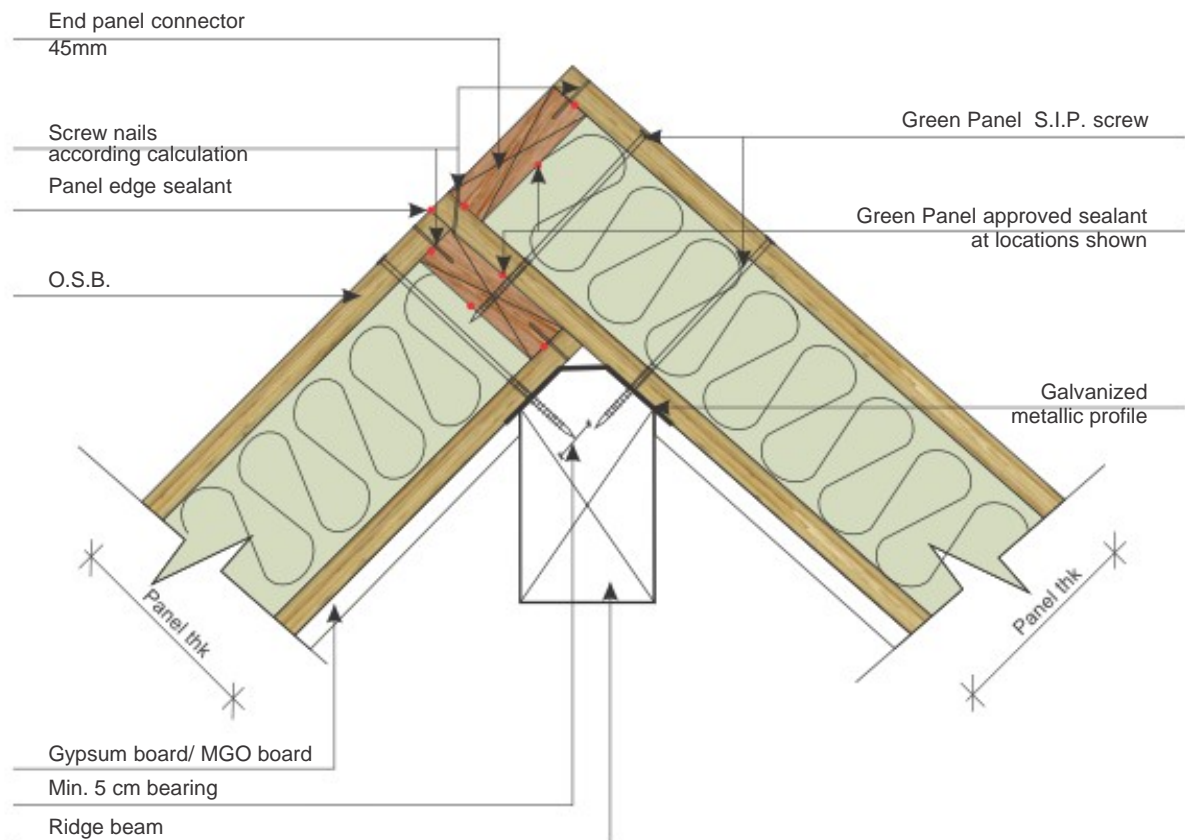 End panel connector
45mm
Screw nails
according calculation
Panel edge sealant
O.S.B.
Green Panel S.I.P. screw
Green Panel approved sealant
at locations shown
Galvanized
metallic profile
Panel thk
Panel thk
Gypsum board/ MGO board
Min. 5 cm bearing
Ridge beam